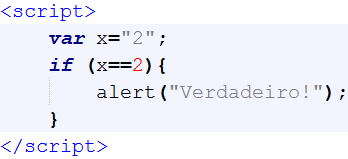 <script>
    var x="2";
    if (x==2){
        alert("Verdadeiro!");
    }
</script>